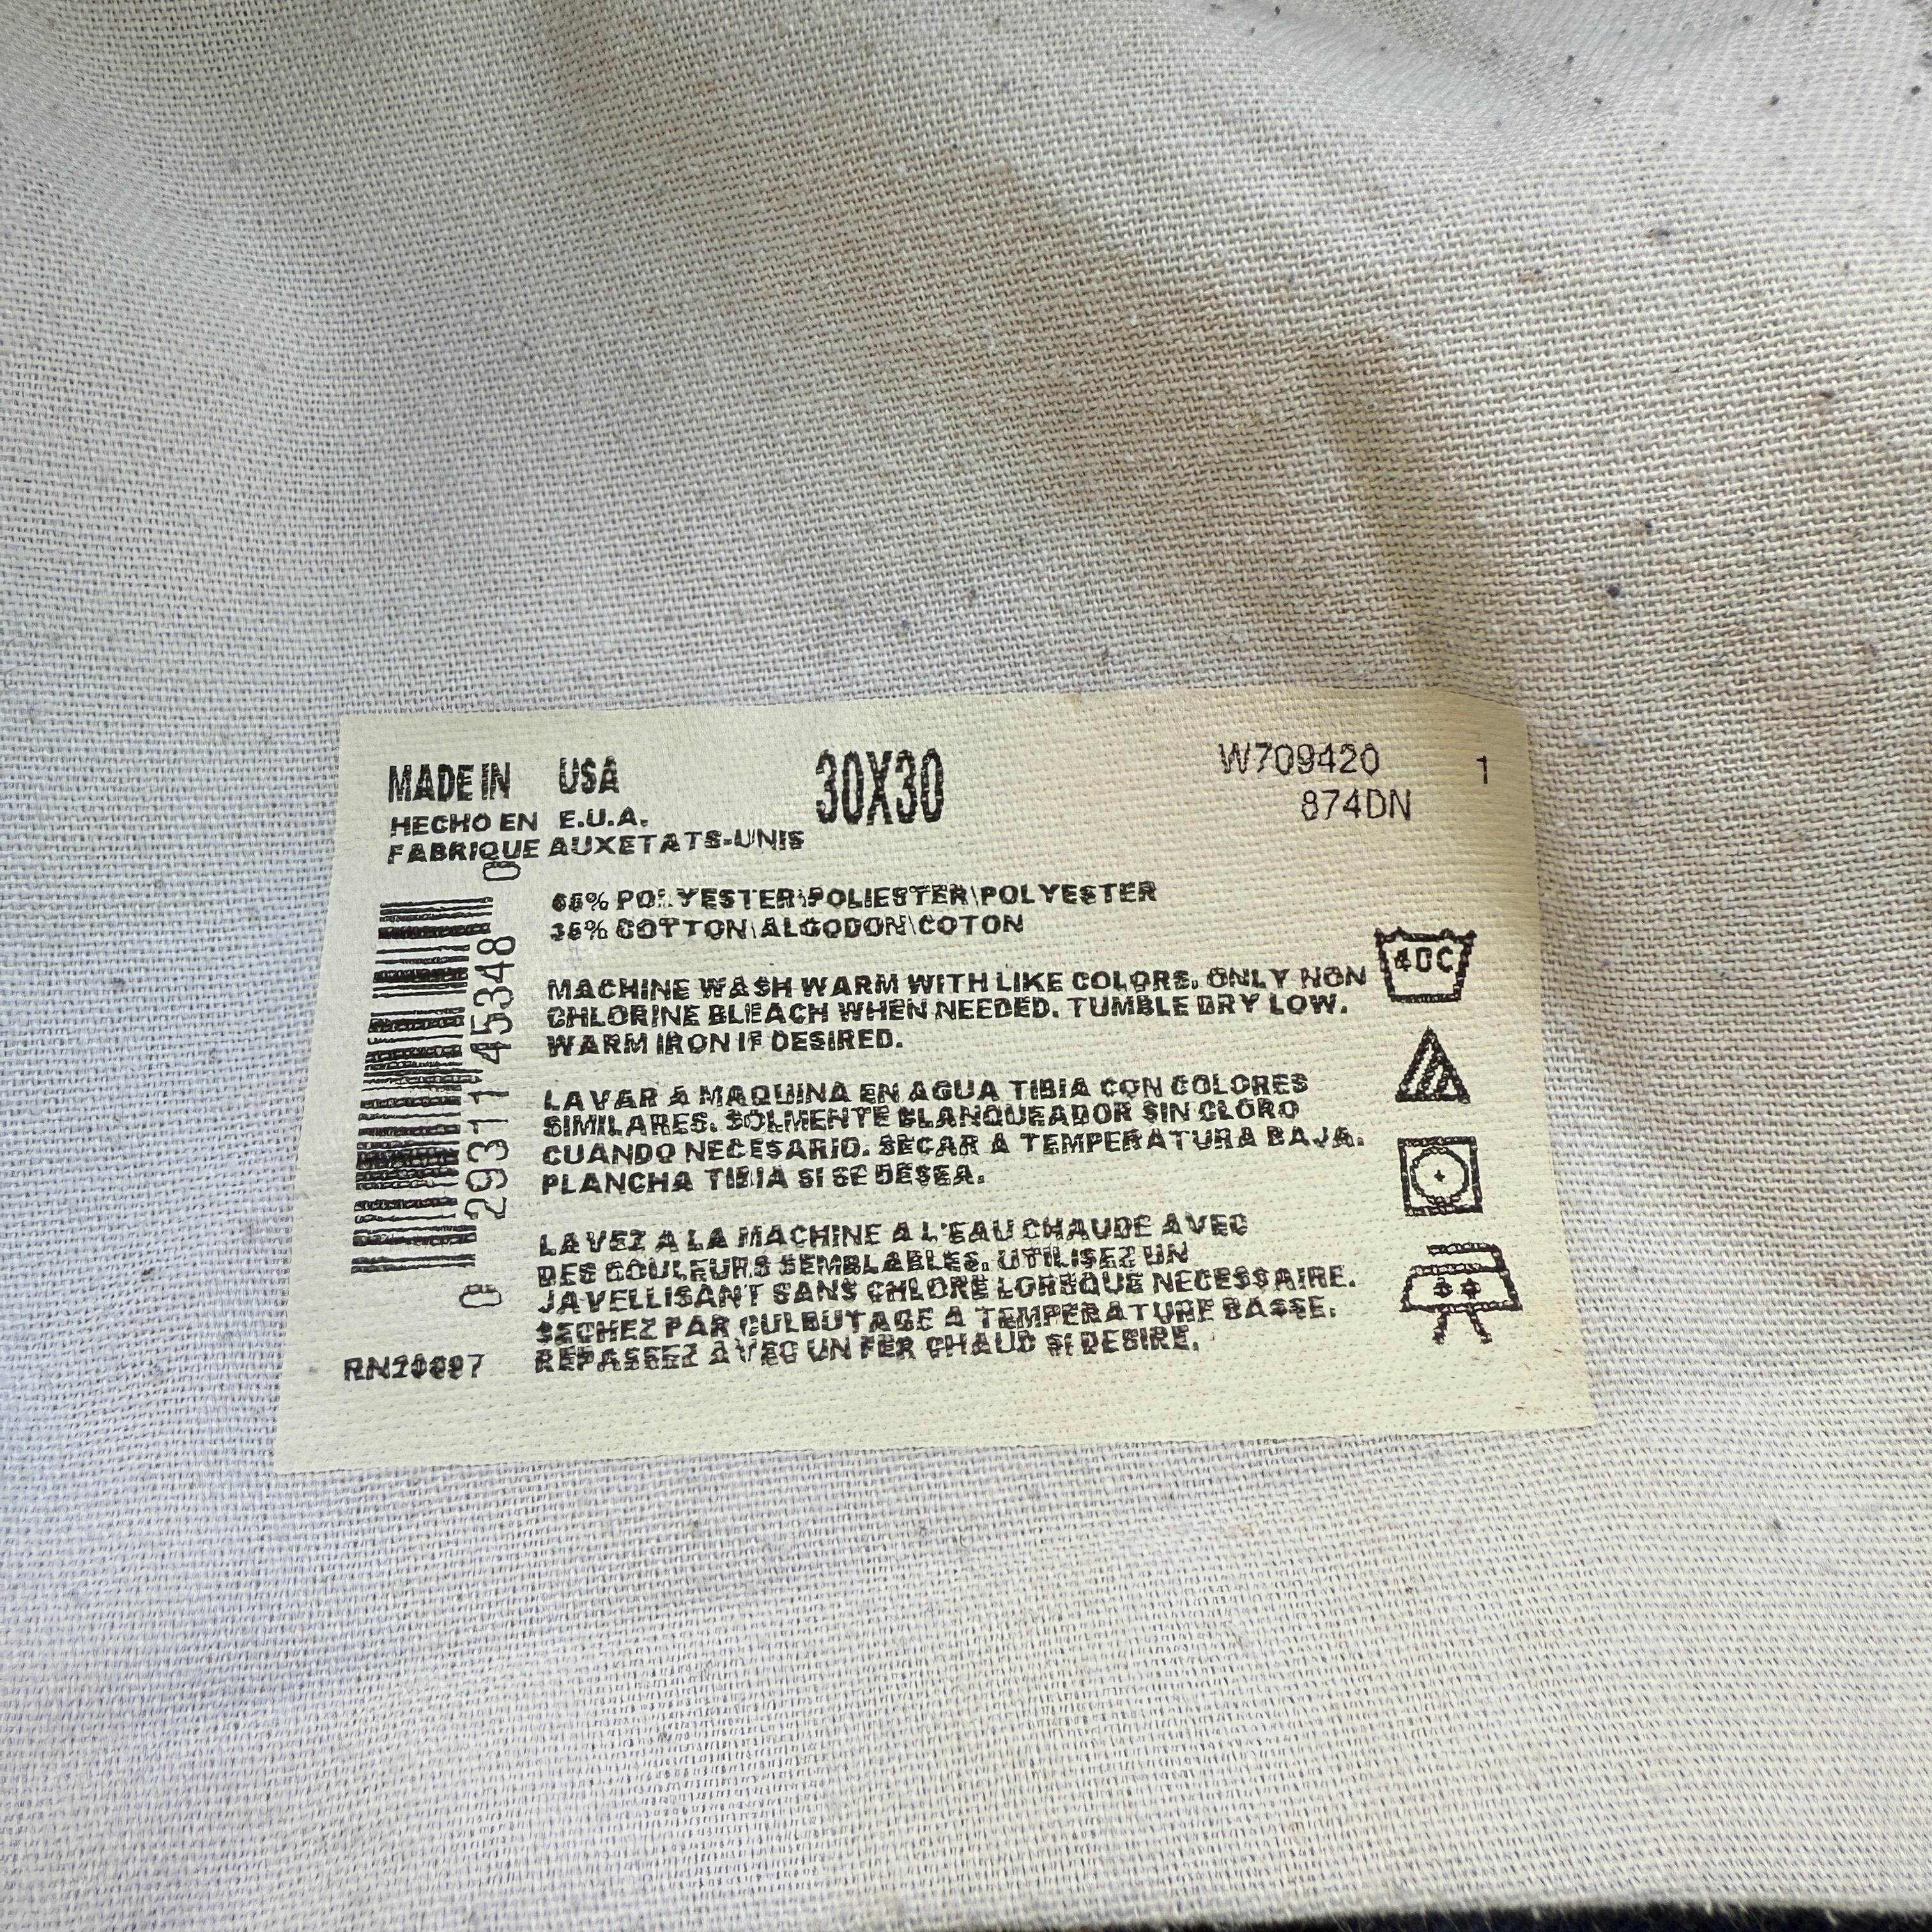 MADE IN USA 30X30 W709420 1
HECHO EN E.U.A. 874DN
FABRIQUE AUXETATS-UNIS
65% POLYESTER\POLIESTER\POLYESTER
35% COTTON\ALGODON\COTON
MACHINE WASH WARM WITH LIKE COLORS. ONLY NON
CHLORINE BLEACH WHEN NEEDED. TUMBLE DRY LOW.
WARM IRON IF DESIRED.
LAVAR A MAQUINA EN AGUA TIBIA CON COLORES
SIMILARES. SOLMENTE BLANQUEADOR SIN CLORO
CUANDO NECESARIO. SECAR A TEMPERATURA BAJA.
PLANCHA TIBIA SI SE DESEA.
LAVEZ A LA MACHINE A L'EAU CHAUDE AVEC
DES COULEURS SEMBLABLES. UTILISEZ UN
JAVELLISANT SANS CHLORE LORSQUE NECESSAIRE.
SECHEZ PAR CULBUTAGE A TEMPERATURE BASSE.
REPASSEZ AVEC UN FER CHAUD SI DESIRE.
0 29311 45348 0
40C